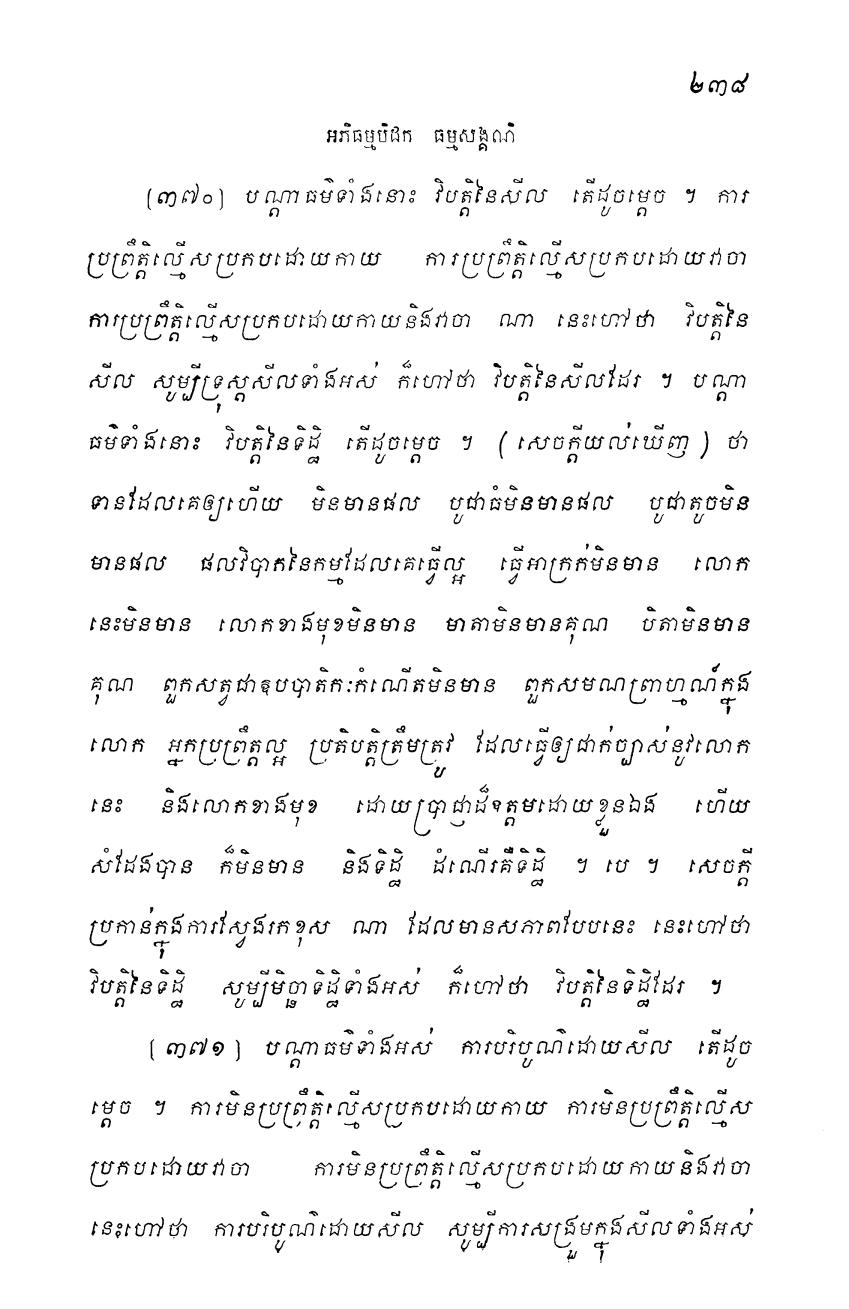 ២៣៨
អភិធម្មបិដក ធម្មសង្គណិ
(៣៧០) បណ្តាធម៌ទាំងនោះ វិបត្តិនៃសីល តើដូចម្តេច ។ ការ
ប្រព្រឹត្តិល្មើសប្រកបដោយកាយ ការប្រព្រឹត្តិល្មើសប្រកបដោយវាចា
ការប្រព្រឹត្តិល្មើសប្រកបដោយកាយនិងវាចា ណា នេះហៅថា វិបត្តិនៃ
សីល សូម្បីទ្រុស្តសីលទាំងអស់ ក៏ហៅថា វិបត្តិនៃសីលដែរ ។ បណ្តា
ធម៌ទាំងនោះ វិបត្តិនៃទិដ្ឋិ តើដូចម្តេច ។ (សេចក្តីយល់ឃើញ) ថា
ទានដែលគេឲ្យហើយ មិនមានផល បូជាធំមិនមានផល បូជាតូចមិន
មានផល ផលវិបាកនៃកម្មដែលគេធ្វើល្អ ធ្វើអាក្រក់មិនមាន លោក
នេះមិនមាន លោកខាងមុខមិនមាន មាតាមិនមានគុណ បិតាមិនមាន
គុណ ពួកសត្វជាឧបបាតិកៈកំណើតមិនមាន ពួកសមណព្រាហ្មណ៍ក្នុង
លោក អ្នកប្រព្រឹត្តល្អ ប្រតិបត្តិត្រឹមត្រូវ ដែលធ្វើឲ្យជាក់ច្បាស់នូវលោក
នេះ និងលោកខាងមុខ ដោយប្រាជ្ញាដ៏ឧត្តមដោយខ្លួនឯង ហើយ
សំដែងបាន ក៏មិនមាន និងទិដ្ឋិ ដំណើរគឺទិដ្ឋិ ។ បេ ។ សេចក្តី
ប្រកាន់ក្នុងការស្វែងរកខុស ណា ដែលមានសភាពបែបនេះ នេះហៅថា
វិបត្តិនៃទិដ្ឋិ សូម្បីមិច្ឆាទិដ្ឋិទាំងអស់ ក៏ហៅថា វិបត្តិនៃទិដ្ឋិដែរ ។
(៣៧១) បណ្តាធម៌ទាំងអស់ ការបរិបូណ៌ដោយសីល តើដូច
ម្តេច ។ ការមិនប្រព្រឹត្តិល្មើសប្រកបដោយកាយ ការមិនប្រព្រឹត្តិល្មើស
ប្រកបដោយវាចា ការមិនប្រព្រឹត្តិល្មើសប្រកបដោយកាយនិងវាចា
នេះហៅថា ការបរិបូណ៌ដោយសីល សូម្បីការសង្រួមក្នុងសីលទាំងអស់